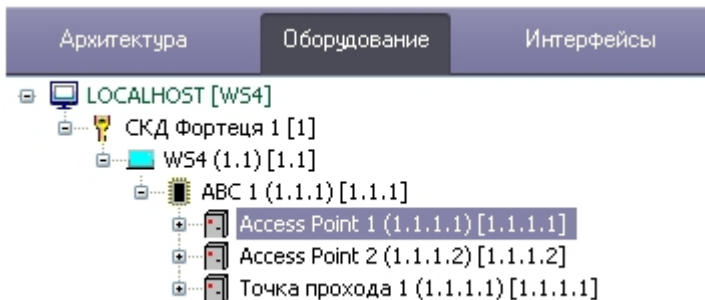 Архитектура Оборудование Интерфейсы
LOCALHOST [WS4]
СКД Фортеця 1 [1]
WS4 (1.1) [1.1]
ABC 1 (1.1.1) [1.1.1]
Access Point 1 (1.1.1.1) [1.1.1.1]
Access Point 2 (1.1.1.2) [1.1.1.2]
Точка прохода 1 (1.1.1.1) [1.1.1.1]